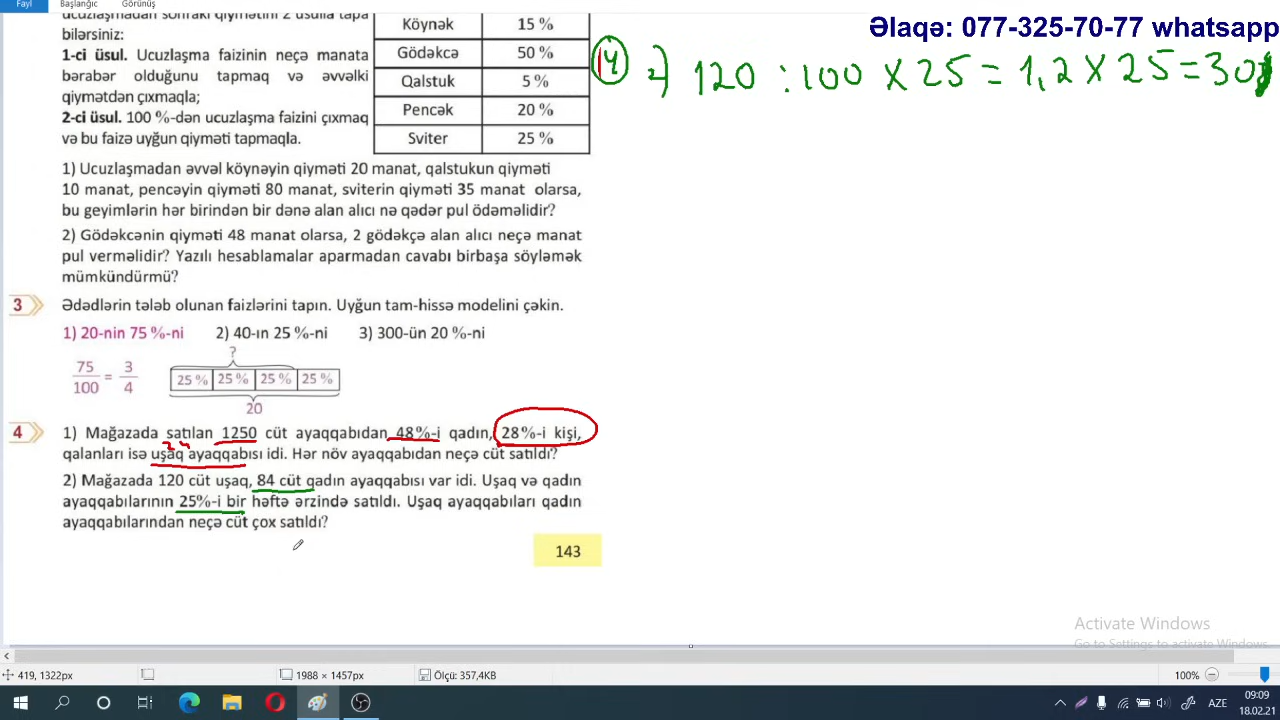 Fayl Başlanğıc Görünüş
Əlaqə: 077-325-70-77 whatsapp
ucuzlaşmadan sonrakı qiymətini 2 üsulla tapa
bilərsiniz:
1-ci üsul. Ucuzlaşma faizinin neçə manata
bərabər olduğunu tapmaq və əvvəlki
qiymətdən çıxmaqla;
2-ci üsul. 100 %-dən ucuzlaşma faizini çıxmaq
və bu faizə uyğun qiyməti tapmaqla.
Köynək 15 %
Gödəkcə 50 %
Qalstuk 5 %
Pencək 20 %
Sviter 25 %
4 2) 120 : 100 x 25 = 1,2 x 25 = 30
1) Ucuzlaşmadan əvvəl köynəyin qiyməti 20 manat, qalstukun qiyməti
10 manat, pencəyin qiyməti 80 manat, sviterin qiyməti 35 manat olarsa,
bu geyimlərin hər birindən bir dənə alan alıcı nə qədər pul ödəməlidir?
2) Gödəkcənin qiyməti 48 manat olarsa, 2 gödəkçə alan alıcı neçə manat
pul verməlidir? Yazılı hesablamalar aparmadan cavabı birbaşa söyləmək
mümkündürmü?
3 Ədədlərin tələb olunan faizlərini tapın. Uyğun tam-hissə modelini çəkin.
1) 20-nin 75 %-ni 2) 40-ın 25 %-ni 3) 300-ün 20 %-ni
?
75/100 = 3/4 25 % 25 % 25 % 25 %
20
4 1) Mağazada satılan 1250 cüt ayaqqabıdan 48%-i qadın, 28%-i kişi,
24
qalanları isə uşaq ayaqqabısı idi. Hər növ ayaqqabıdan neçə cüt satıldı?
2) Mağazada 120 cüt uşaq, 84 cüt qadın ayaqqabısı var idi. Uşaq və qadın
ayaqqabılarının 25%-i bir həftə ərzində satıldı. Uşaq ayaqqabıları qadın
ayaqqabılarından neçə cüt çox satıldı?
143
Activate Windows
Go to Settings to activate Windows.
419, 1322px 1988 × 1457px Ölçü: 357,4KB 100%
AZE 09:09
18.02.21